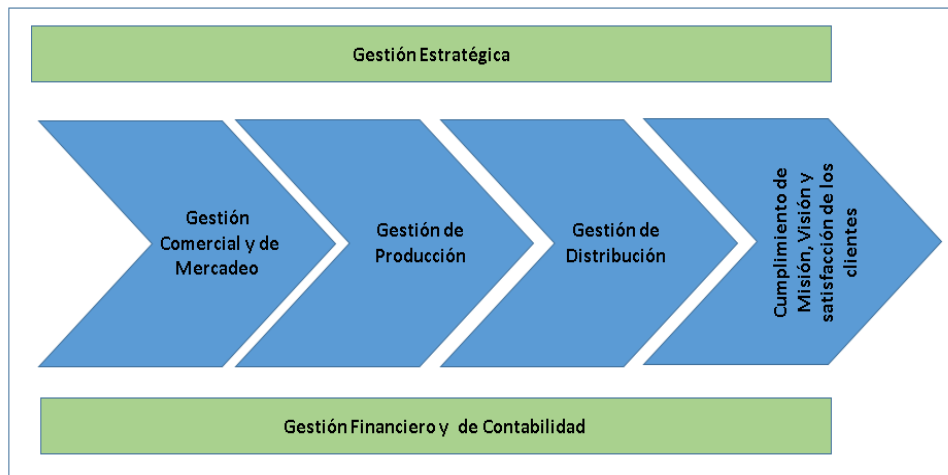 Gestión Estratégica
Gestión
Comercial y de
Mercadeo
Gestión de
Producción
Gestión de
Distribución
Cumplimiento de
Misión, Visión y
satisfacción de los
clientes
Gestión Financiero y de Contabilidad